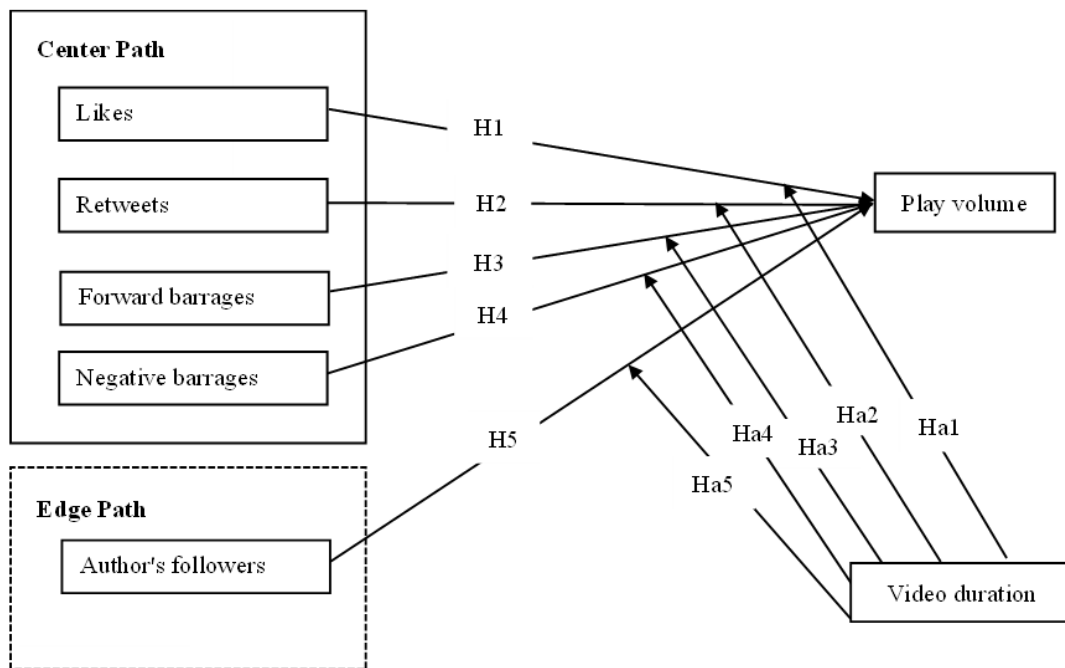 Center Path
Likes
Retweets
Forward barrages
Negative barrages
Edge Path
Author's followers
H1
H2
H3
H4
H5
Play volume
Ha1
Ha2
Ha3
Ha4
Ha5
Video duration